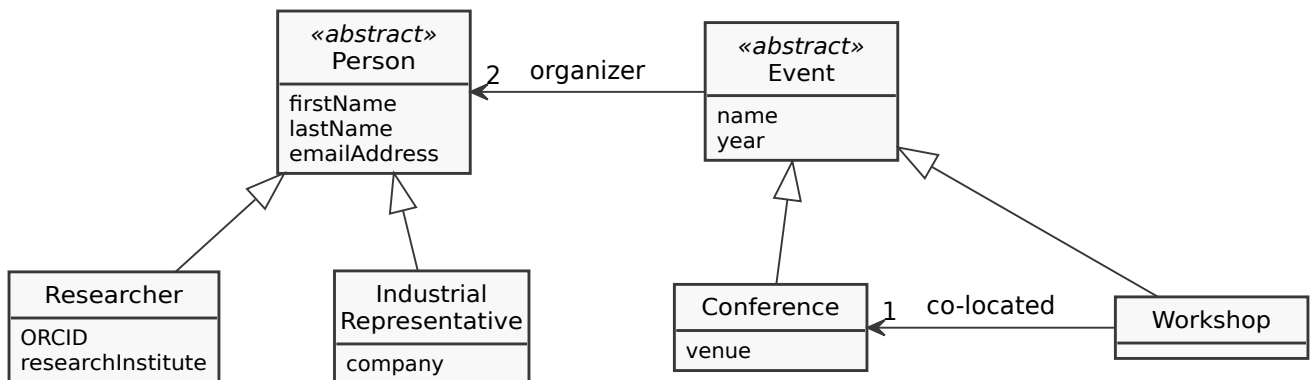 «abstract»
Person
firstName
lastName
emailAddress
2
organizer
«abstract»
Event
name
year
Researcher
ORCID
researchInstitute
Industrial
Representative
company
Conference
venue
1
co-located
Workshop